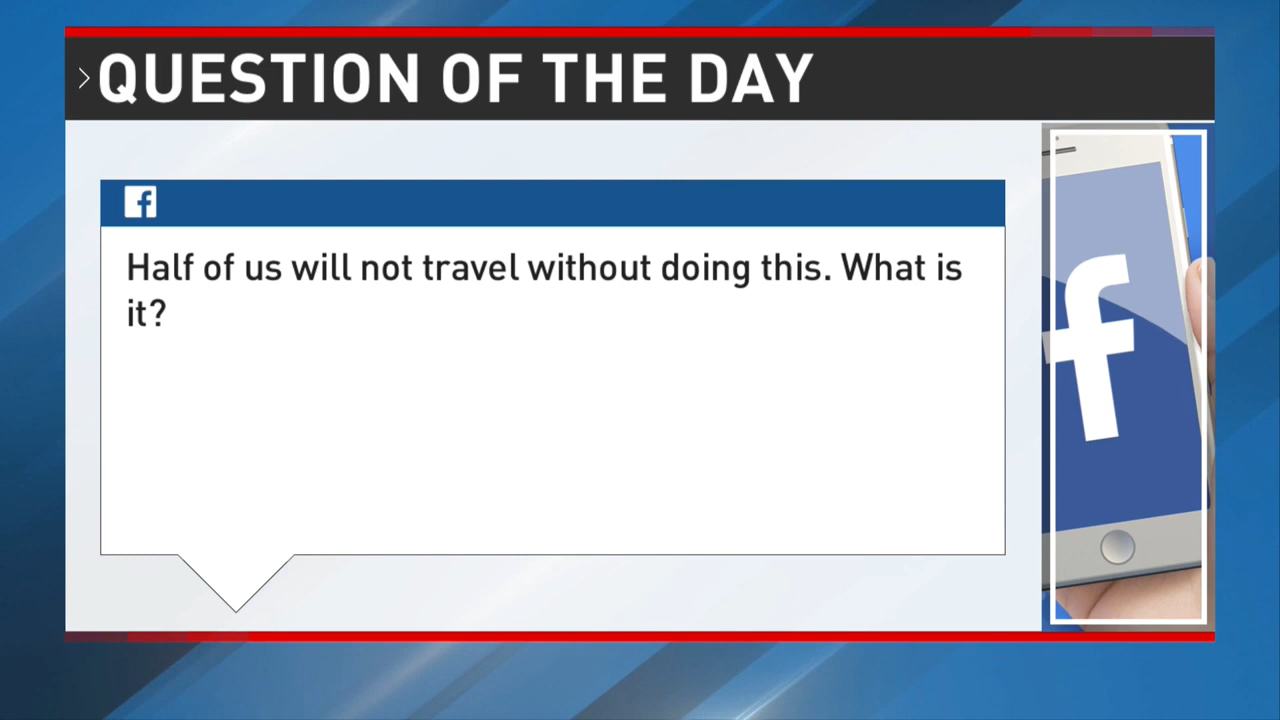 QUESTION OF THE DAY
Half of us will not travel without doing this. What is
it?